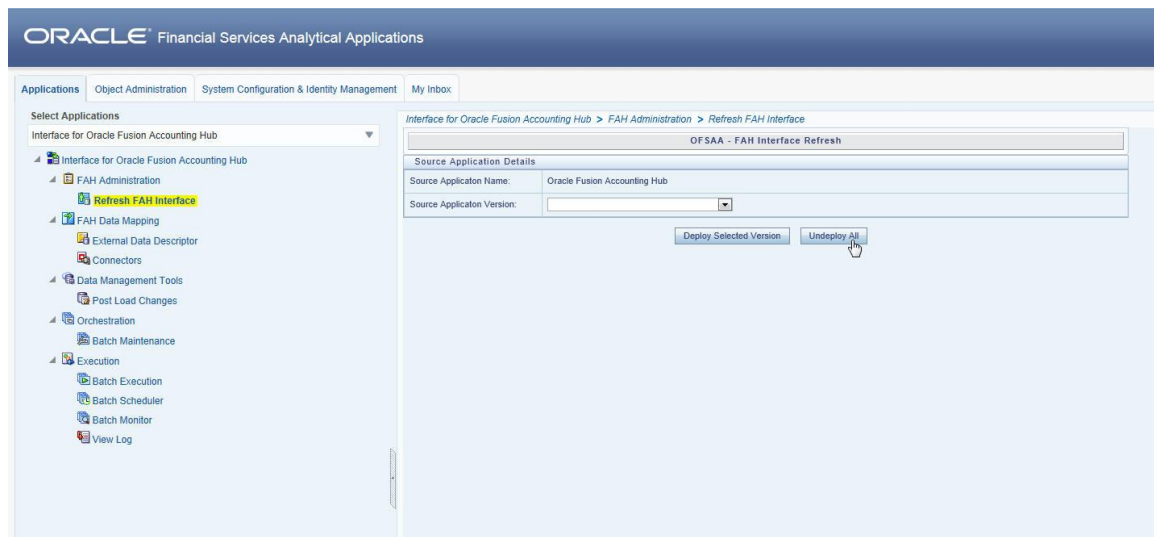 ORACLE® Financial Services Analytical Applications
Applications Object Administration System Configuration & Identity Management My Inbox
Select Applications
Interface for Oracle Fusion Accounting Hub
Interface for Oracle Fusion Accounting Hub
FAH Administration
Refresh FAH Interface
FAH Data Mapping
External Data Descriptor
Connectors
Data Management Tools
Post Load Changes
Orchestration
Batch Maintenance
Execution
Batch Execution
Batch Scheduler
Batch Monitor
View Log
Interface for Oracle Fusion Accounting Hub > FAH Administration > Refresh FAH Interface
OFSAA - FAH Interface Refresh
Source Application Details
Source Applicaton Name: Oracle Fusion Accounting Hub
Source Applicaton Version:
Deploy Selected Version Undeploy All